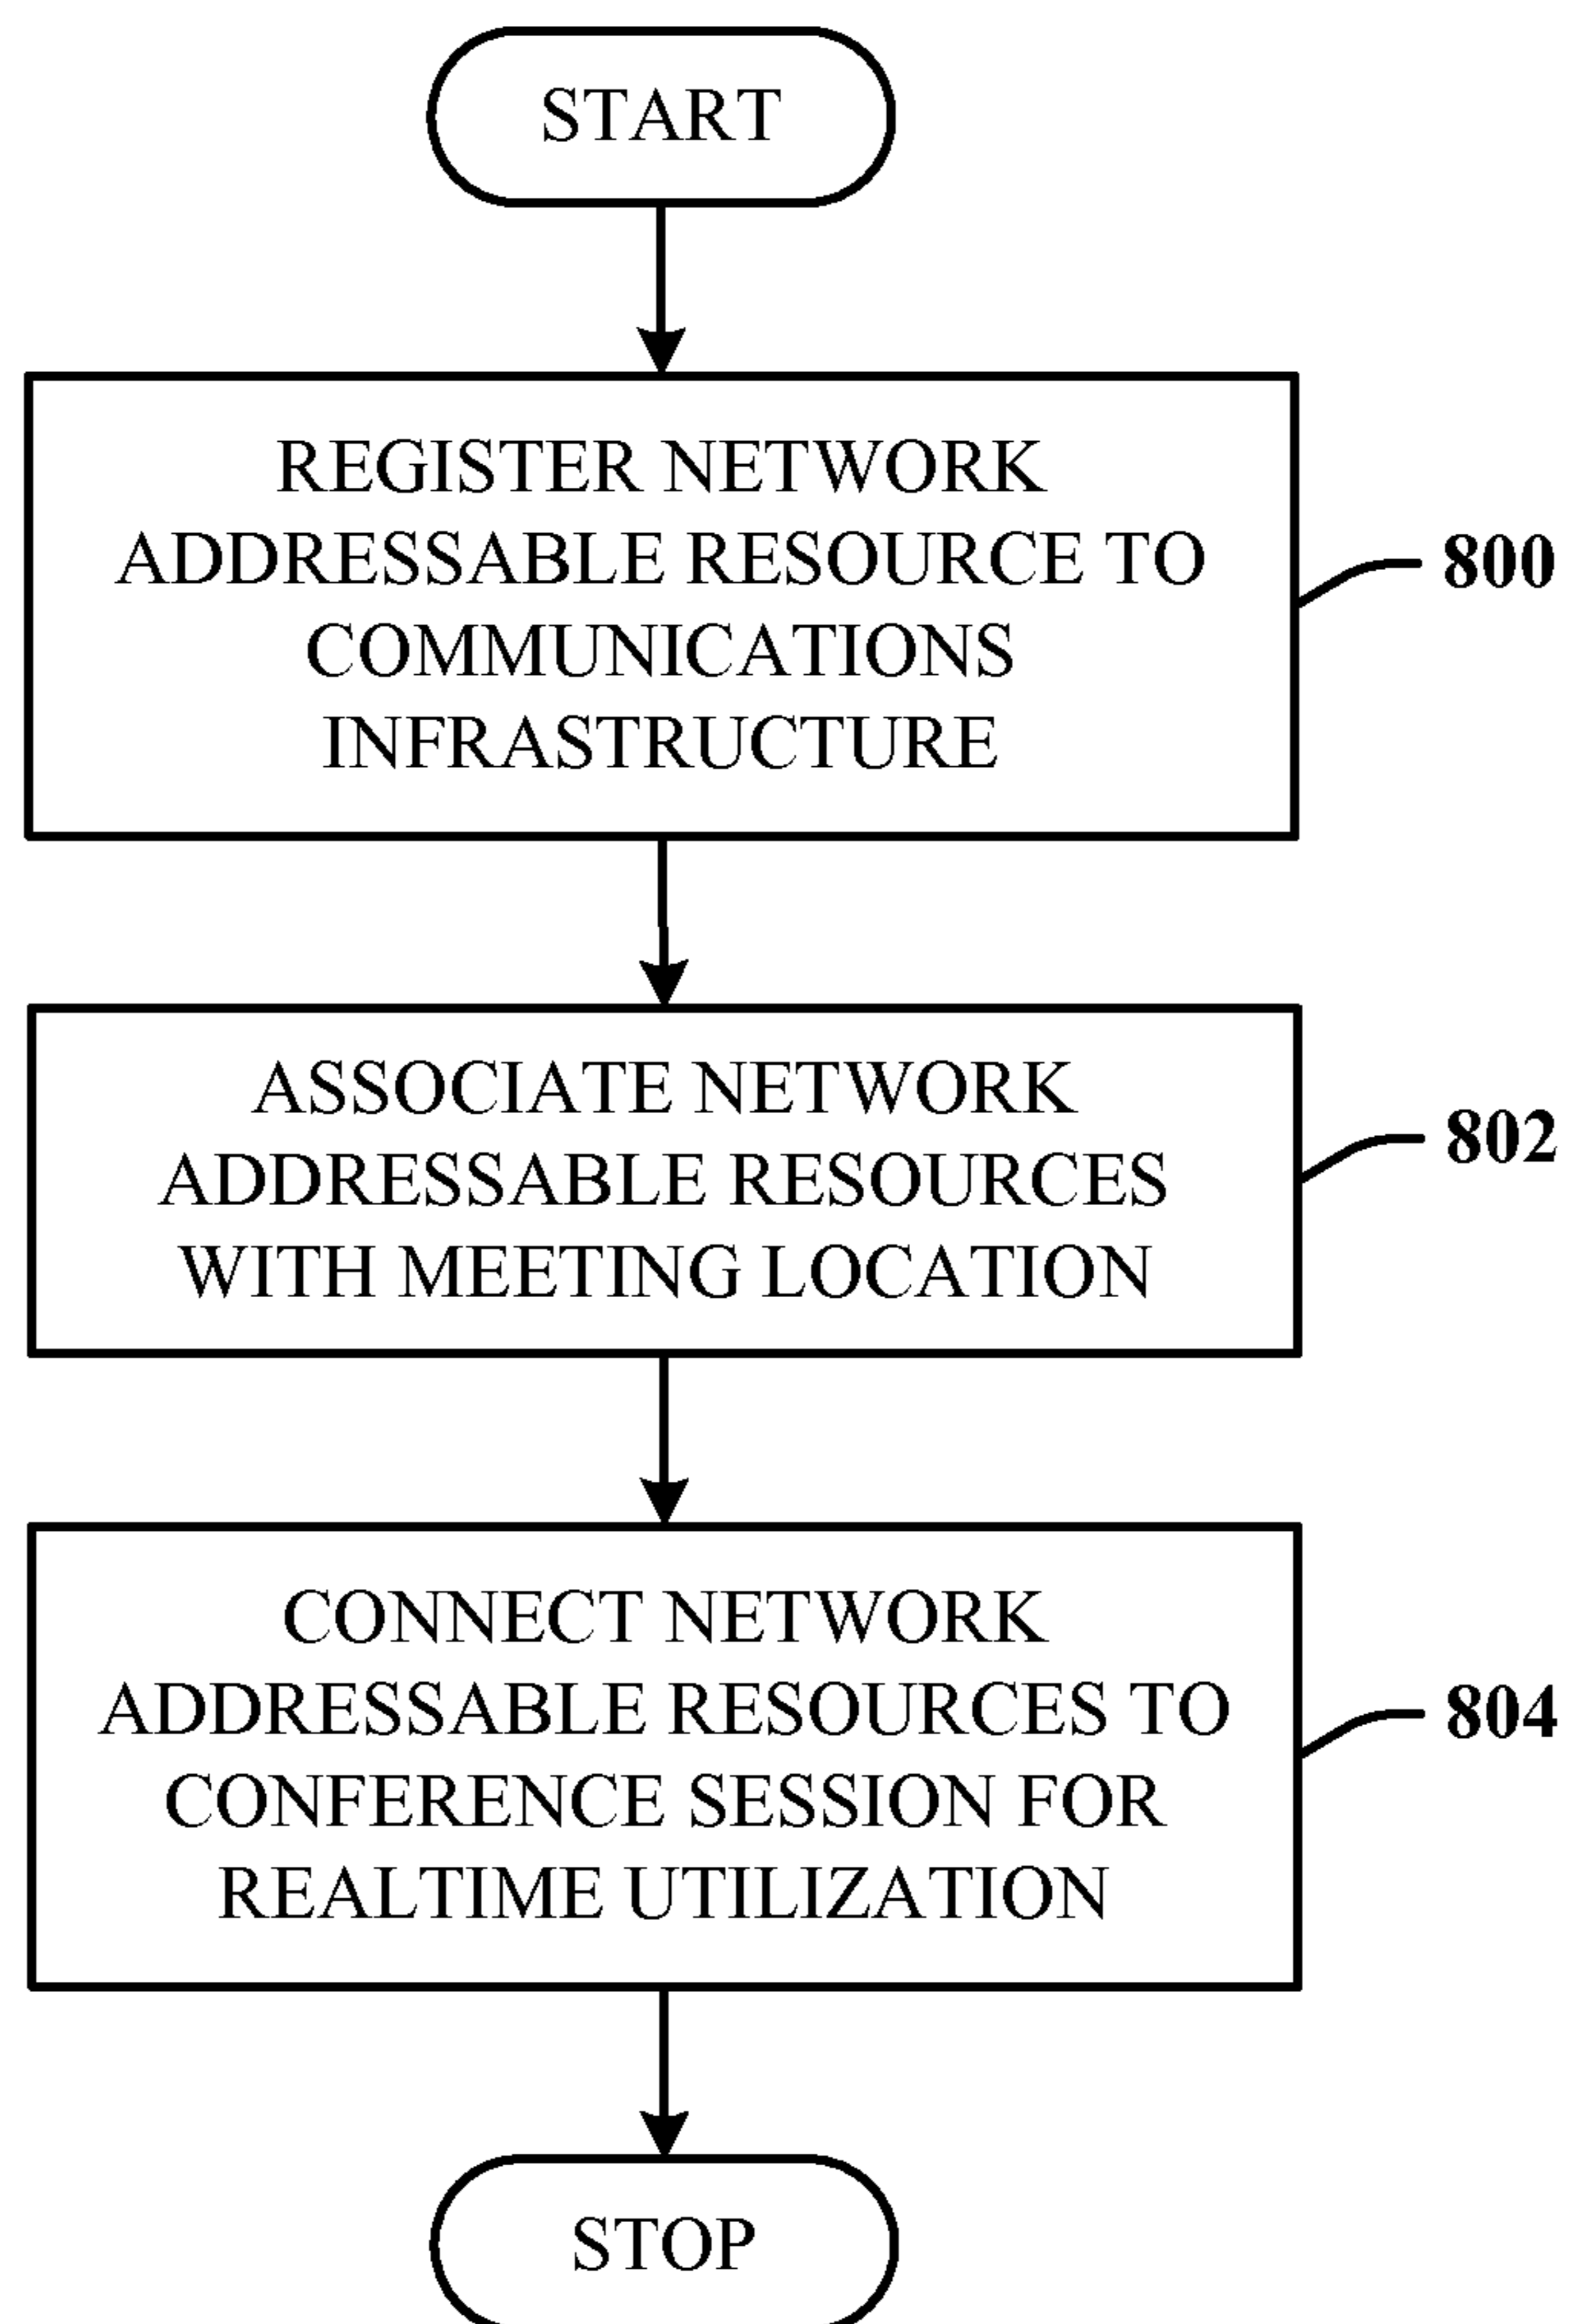 START
REGISTER NETWORK
ADDRESSABLE RESOURCE TO
COMMUNICATIONS
INFRASTRUCTURE
800
ASSOCIATE NETWORK
ADDRESSABLE RESOURCES
WITH MEETING LOCATION
802
CONNECT NETWORK
ADDRESSABLE RESOURCES TO
CONFERENCE SESSION FOR
REALTIME UTILIZATION
804
STOP